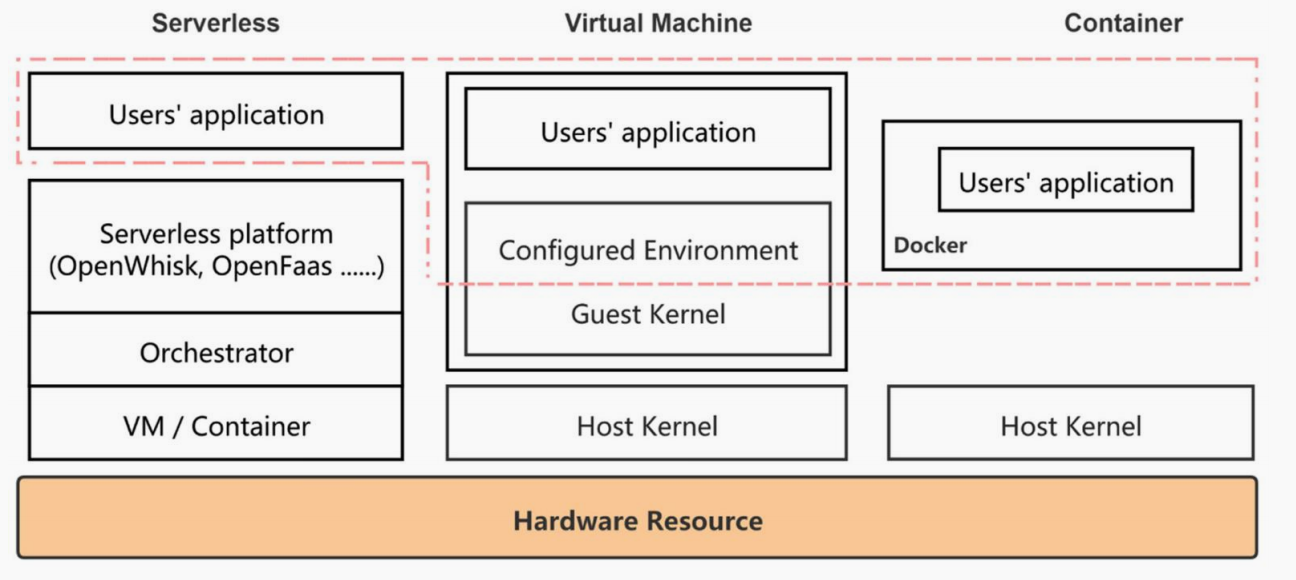 Serverless
Virtual Machine
Container
Users' application
Serverless platform
(OpenWhisk, OpenFaas ......)
Orchestrator
VM / Container
Users' application
Configured Environment
Guest Kernel
Host Kernel
Users' application
Docker
Host Kernel
Hardware Resource